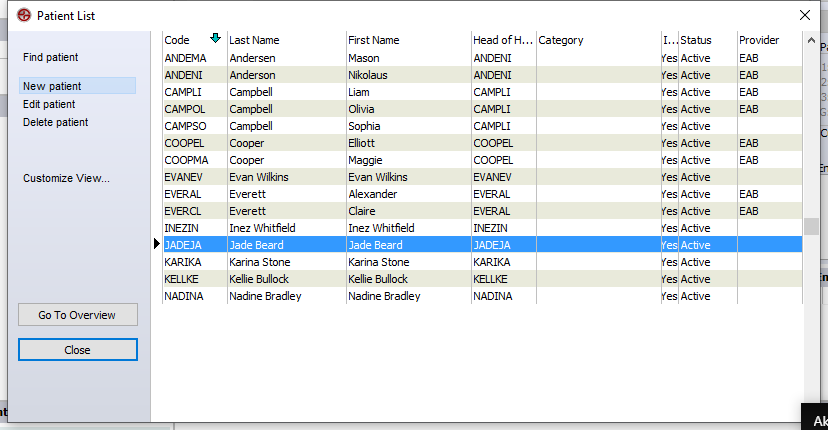 Patient List
Find patient
New patient
Edit patient
Delete patient
Customize View...
Go To Overview
Close
Code Last Name First Name Head of H... Category I... Status Provider
ANDEMA Andersen Mason ANDENI Yes Active EAB
ANDENI Anderson Nikolaus ANDENI Yes Active EAB
CAMPLI Campbell Liam CAMPLI Yes Active EAB
CAMPOL Campbell Olivia CAMPLI Yes Active EAB
CAMPSO Campbell Sophia CAMPLI Yes Active
COOPEL Cooper Elliott COOPEL Yes Active EAB
COOPMA Cooper Maggie COOPEL Yes Active EAB
EVANEV Evan Wilkins Evan Wilkins EVANEV Yes Active
EVERAL Everett Alexander EVERAL Yes Active EAB
EVERCL Everett Claire EVERAL Yes Active EAB
INEZIN Inez Whitfield Inez Whitfield INEZIN Yes Active
JADEJA Jade Beard Jade Beard JADEJA Yes Active
KARIKA Karina Stone Karina Stone KARIKA Yes Active
KELLKE Kellie Bullock Kellie Bullock KELLKE Yes Active
NADINA Nadine Bradley Nadine Bradley NADINA Yes Active